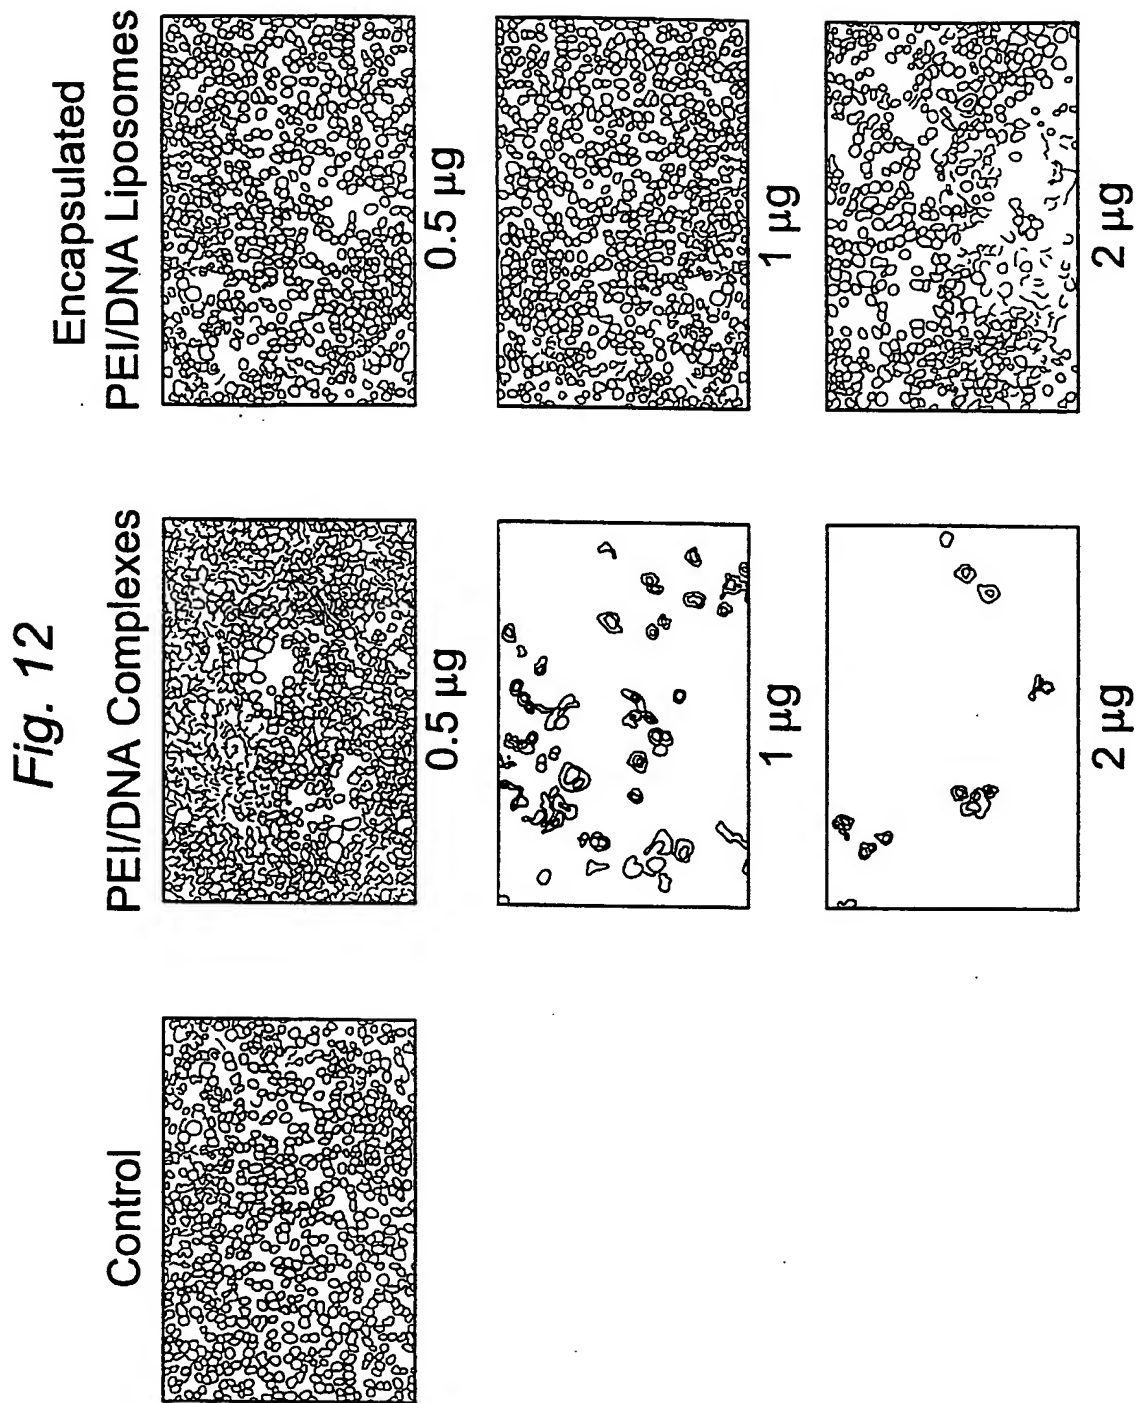 Fig. 12
Control
PEI/DNA Complexes
Encapsulated
PEI/DNA Liposomes
0.5 µg
0.5 µg
1 µg
1 µg
2 µg
2 µg